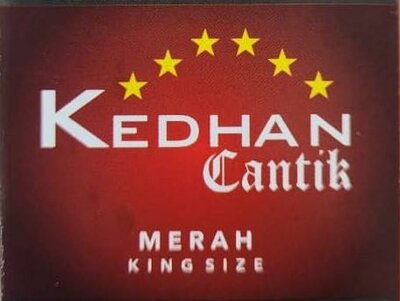 KEDHAN
Cantik
MERAH
KING SIZE